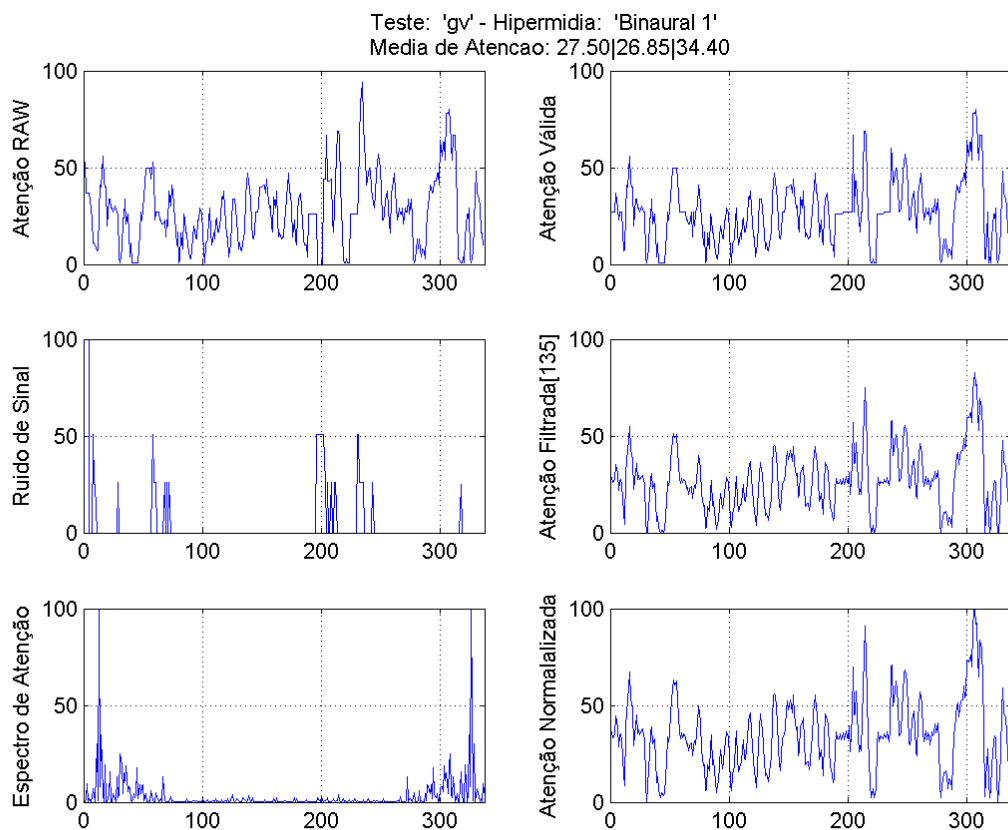 Teste: 'gv' - Hipermidia: 'Binaural 1'
Media de Atencao: 27.50|26.85|34.40
Atenção RAW
100
50
0
0 100 200 300
Atenção Válida
100
50
0
0 100 200 300
Ruido de Sinal
100
50
0
0 100 200 300
Atenção Filtrada[135]
100
50
0
0 100 200 300
Espectro de Atenção
100
50
0
0 100 200 300
Atenção Normalalizada
100
50
0
0 100 200 300